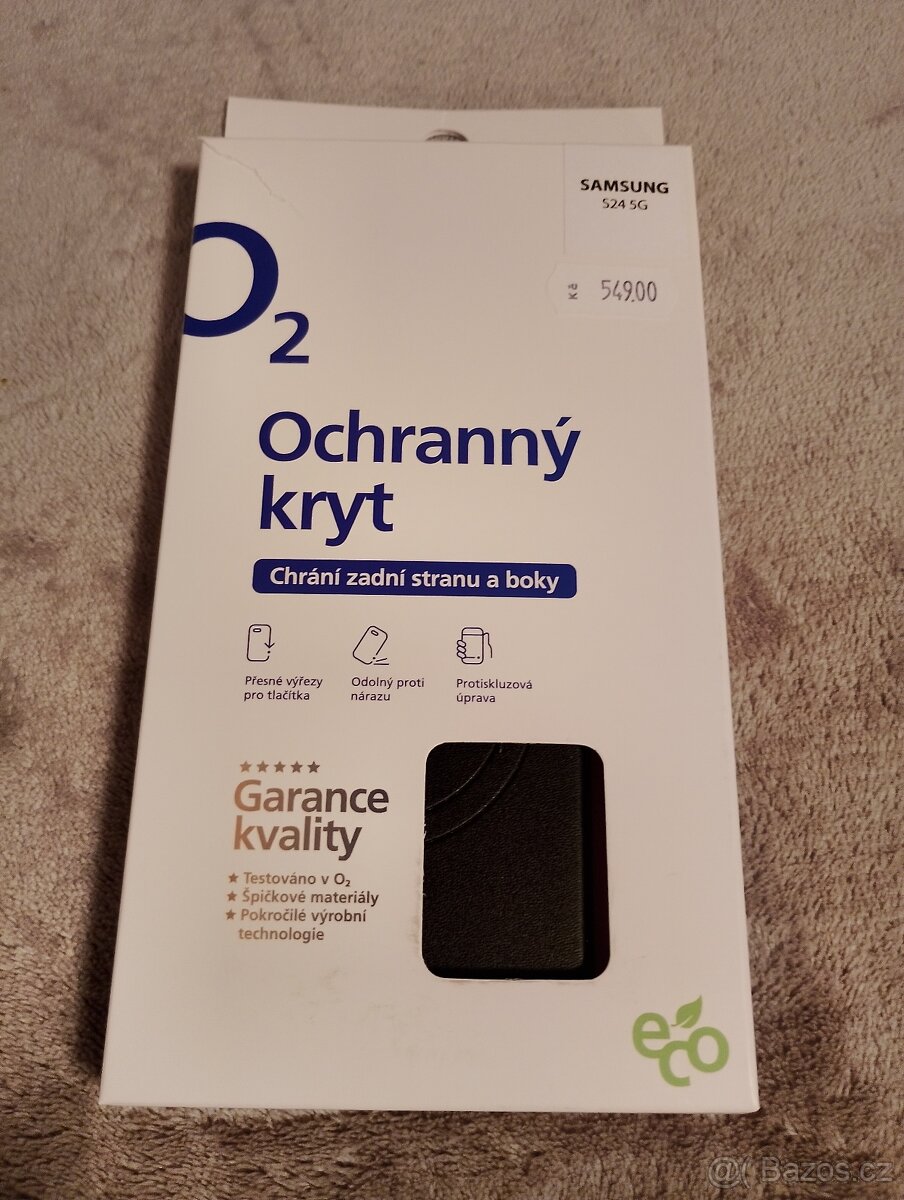 SAMSUNG
S24 5G
Kč 549.00
O2
Ochranný
kryt
Chrání zadní stranu a boky
Přesné výřezy
pro tlačítka
Odolný proti
nárazu
Protiskluzová
úprava
Garance
kvality
★ Testováno v O₂
★ Špičkové materiály
★ Pokročilé výrobní
technologie
eco
@( Bazoš.cz